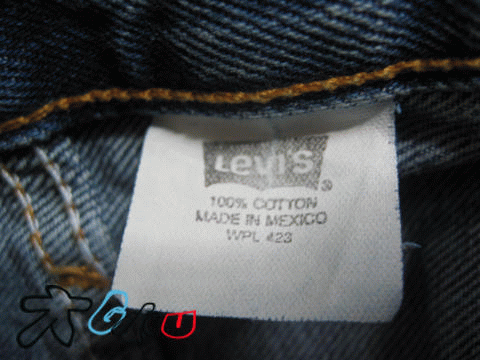 Levi's ®
100% COTTON
MADE IN MEXICO
WPL 423